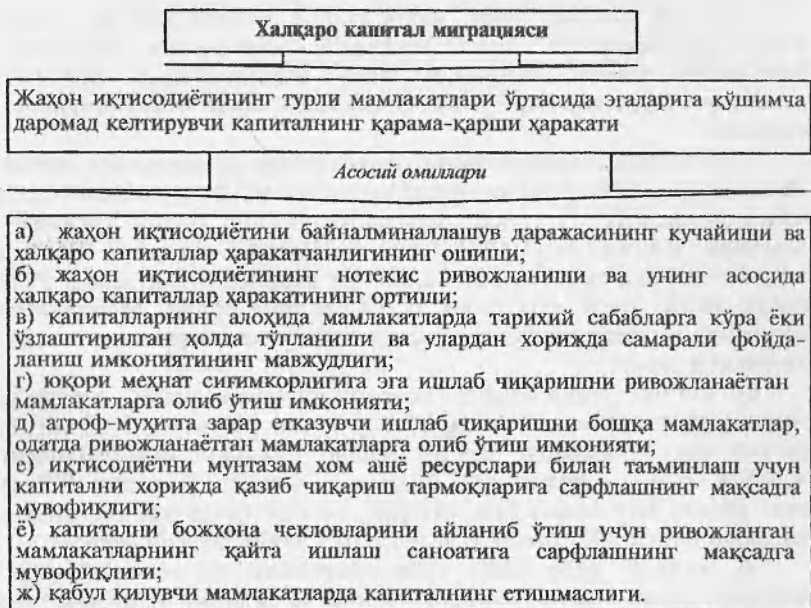 Халқаро капитал миграцияси
Жаҳон иқтисодиётининг турли мамлакатлари ўртасида эгаларига қўшимча
даромад келтирувчи капиталнинг қарама-қарши ҳаракати
Асосий омиллари
а) жаҳон иқтисодиётини байналминаллашув даражасининг кучайиши ва
халқаро капиталлар ҳаракатчанлигининг ошиши;
б) жаҳон иқтисодиётининг нотекис ривожланиши ва унинг асосида
халқаро капиталлар ҳаракатининг ортиши;
в) капиталларнинг алоҳида мамлакатларда тарихий сабабларга кўра ёки
ўзлаштирилган ҳолда тўпланиши ва улардан хорижда самарали фойда-
ланиш имкониятининг мавжудлиги;
г) юқори меҳнат сиғимкорлигига эга ишлаб чиқаришни ривожланаётган
мамлакатларга олиб ўтиш имконияти;
д) атроф-муҳитта зарар етказувчи ишлаб чиқаришни бошқа мамлакатлар,
одатда ривожланаётган мамлакатларга олиб ўтиш имконияти;
е) иқтисодиётни мунтазам хом ашё ресурслари билан таъминлаш учун
капитални хорижда қазиб чиқариш тармоқларига сарфлашнинг мақсадга
мувофиқлиги;
ё) капитални божхона чекловларини айланиб ўтиш учун ривожланган
мамлакатларнинг қайта ишлаш саноатига сарфлашнинг мақсадга
мувофиқлиги;
ж) қабул қилувчи мамлакатларда капиталнинг етишмаслиги.